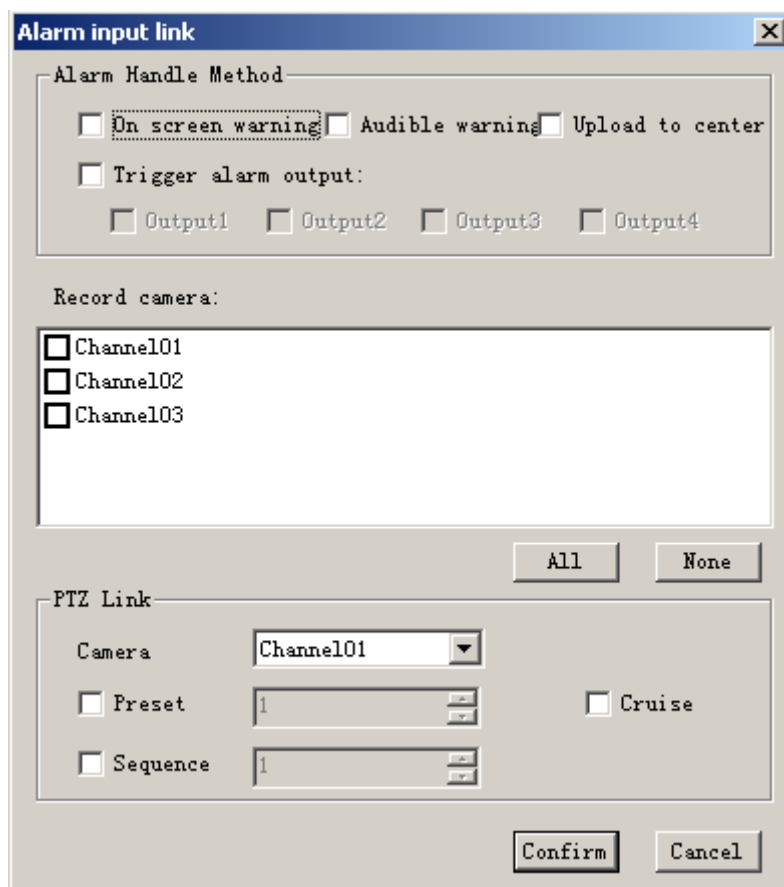 Alarm input link
Alarm Handle Method
On screen warning Audible warning Upload to center
Trigger alarm output:
Output1 Output2 Output3 Output4
Record camera:
Channel01
Channel02
Channel03
All None
PTZ Link
Camera Channel01
Preset 1 Cruise
Sequence 1
Confirm Cancel